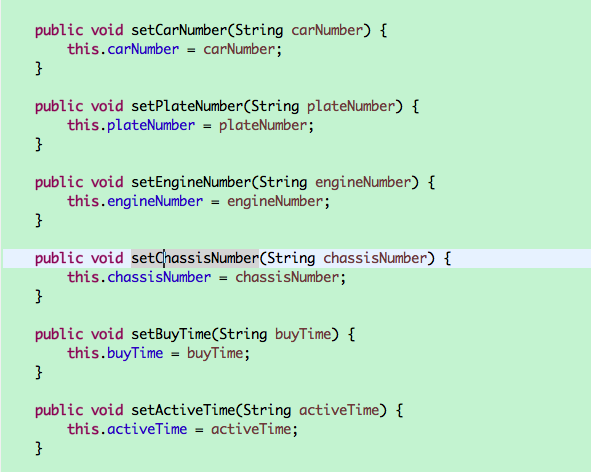 public void setCarNumber(String carNumber) {
this.carNumber = carNumber;
}
public void setPlateNumber(String plateNumber) {
this.plateNumber = plateNumber;
}
public void setEngineNumber(String engineNumber) {
this.engineNumber = engineNumber;
}
public void setChassisNumber(String chassisNumber) {
this.chassisNumber = chassisNumber;
}
public void setBuyTime(String buyTime) {
this.buyTime = buyTime;
}
public void setActiveTime(String activeTime) {
this.activeTime = activeTime;
}